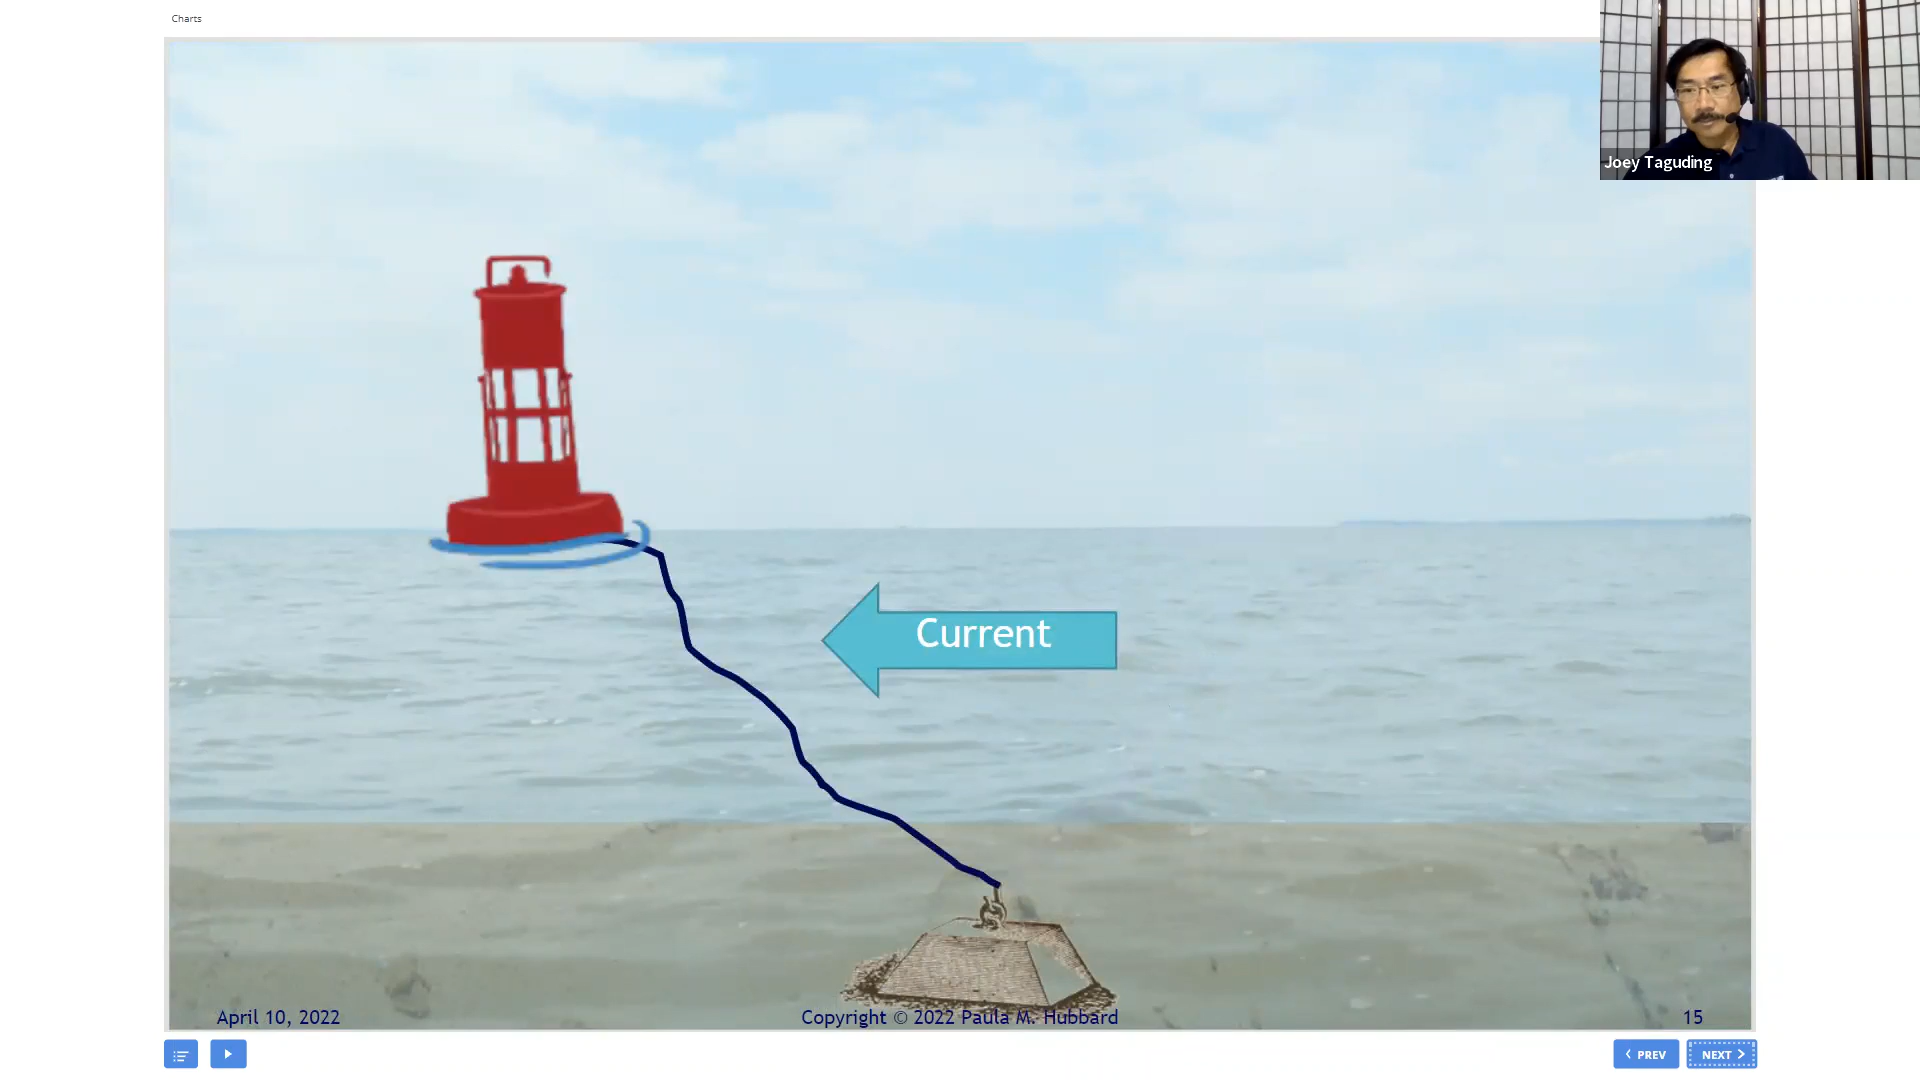 Charts
Joey Taguding
Current
April 10, 2022
Copyright © 2022 Paula M. Hubbard
15
PREV
NEXT